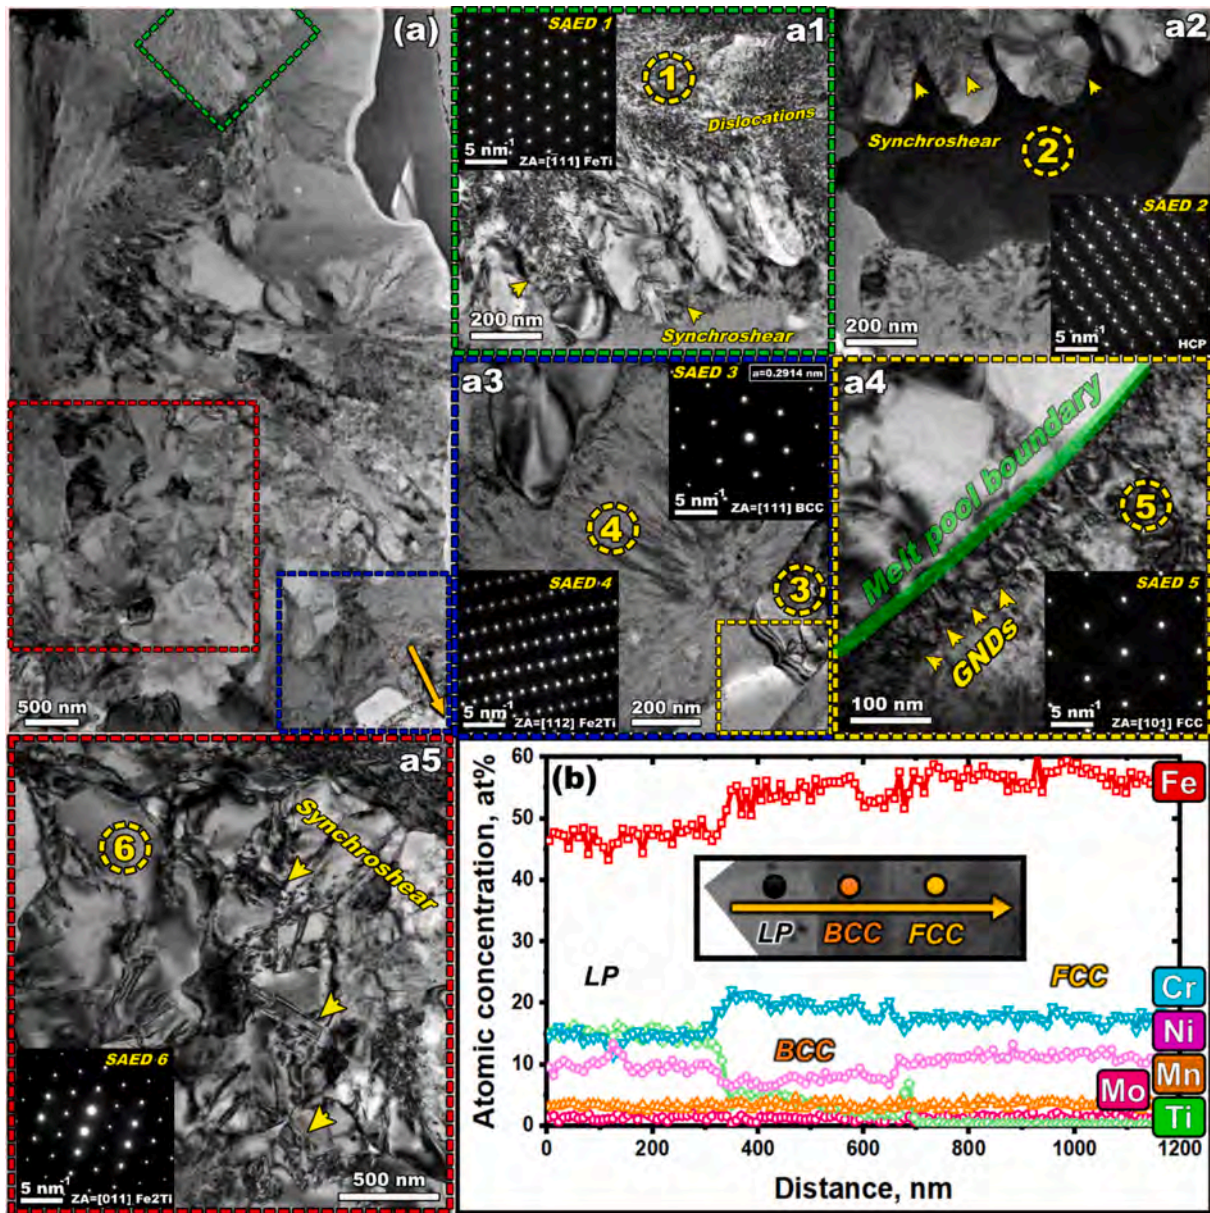 (a)
500 nm
SAED 1
a1
1
Dislocations
5 nm-1
ZA=[111] FeTi
200 nm
Synchroshear
a2
Synchroshear
2
SAED 2
200 nm
5 nm-1
HCP
a3
SAED 3
a=0.2914 nm
5 nm-1
ZA=[111] BCC
4
3
SAED 4
5 nm-1
ZA=[112] Fe2Ti
200 nm
a4
Melt pool boundary
5
GNDs
SAED 5
100 nm
5 nm-1
ZA=[101] FCC
a5
6
Synchroshear
SAED 6
5 nm-1
ZA=[011] Fe2Ti
500 nm
(b)
Atomic concentration, at%
60
50
40
30
20
10
0
LP
BCC
FCC
LP
BCC
FCC
Fe
Cr
Ni
Mn
Mo
Ti
0
200
400
600
800
1000
1200
Distance, nm